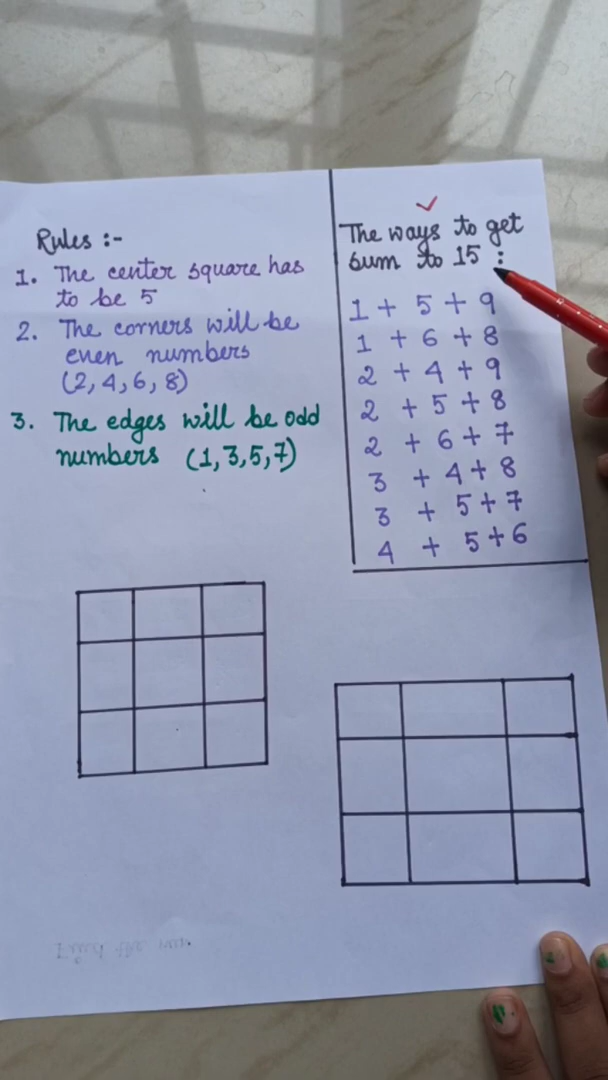 Rules :-
1. The center square has
to be 5
2. The corners will be
even numbers
(2, 4, 6, 8)
3. The edges will be odd
numbers (1, 3, 5, 7)
The ways to get
sum to 15 :
1 + 5 + 9
1 + 6 + 8
2 + 4 + 9
2 + 5 + 8
2 + 6 + 7
3 + 4 + 8
3 + 5 + 7
4 + 5 + 6